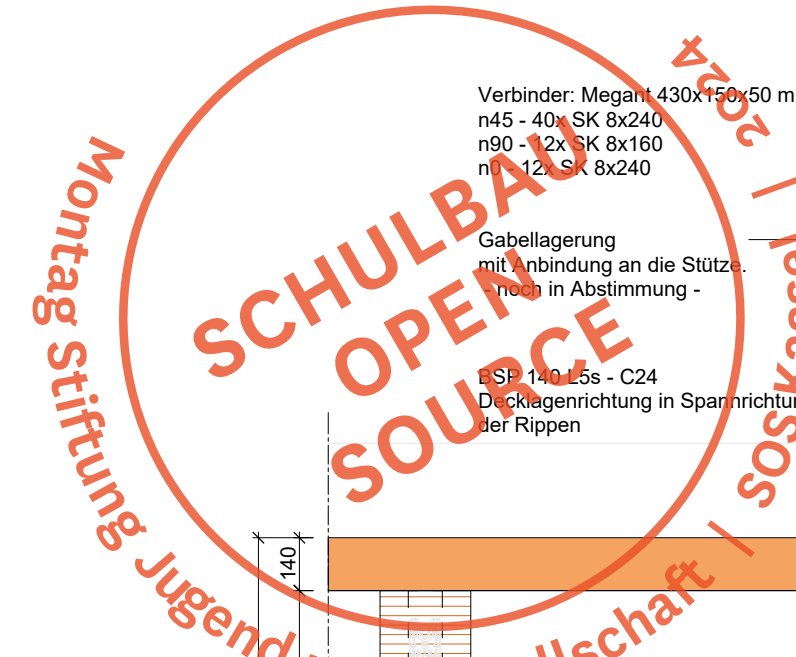 Verbinder: Megant 430x150x50 m
n45 - 40x SK 8x240
n90 - 12x SK 8x160
n0 - 12x SK 8x240
Gabellagerung
mit Anbindung an die Stütze.
- noch in Abstimmung -
BSP 140 L5s - C24
Decklagenrichtung in Spannrichtun
der Rippen
140
SCHULBAU
OPEN
SOURCE
Montag Stiftung Jugend
llschaft | SOS
| 2024